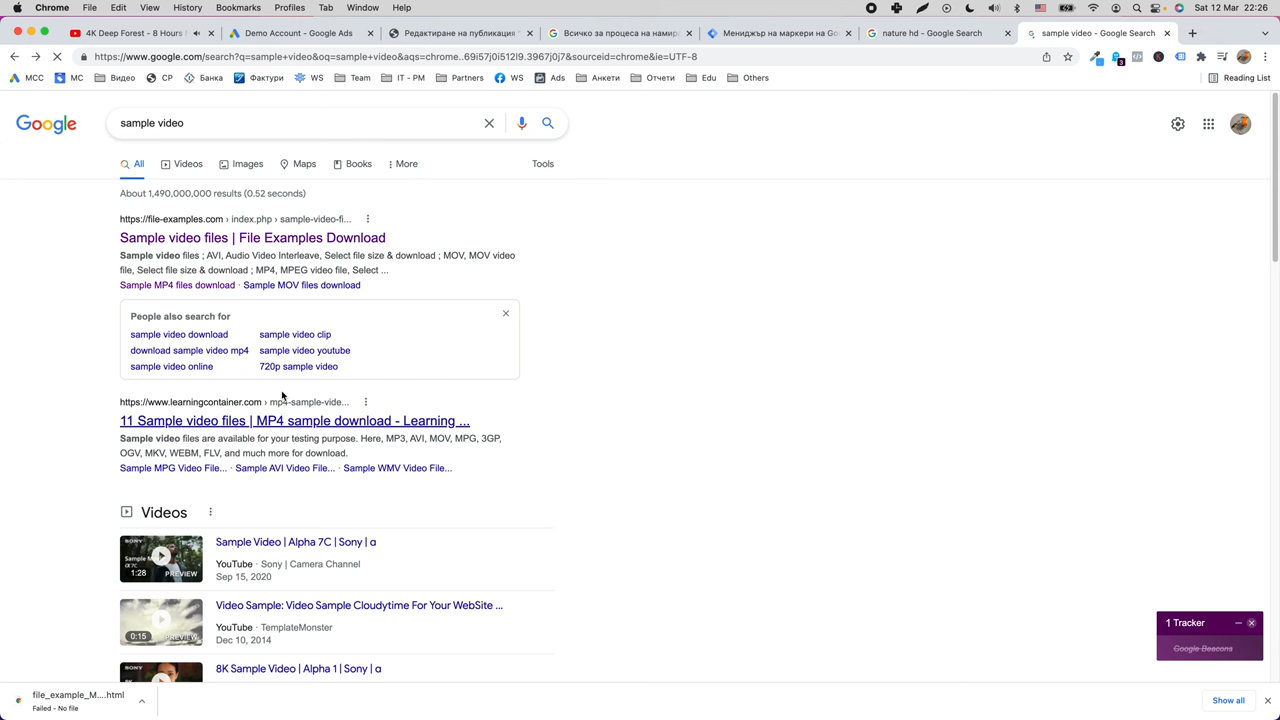 Chrome File Edit View History Bookmarks Profiles Tab Window Help Sat 12 Mar 22:26
4K Deep Forest - 8 Hours Demo Account - Google Ads Редактиране на публикация Всичко за процеса на намира Мениджър на маркери на Go nature hd - Google Search sample video - Google Search
https://www.google.com/search?q=sample+video&oq=sample+video&aqs=chrome..69i57j0i512l9.3967j0j7&sourceid=chrome&ie=UTF-8 3
MCC MC Видео CP Банка Фактури WS Team IT - PM Partners WS Ads Анкети Отчети Edu Others Reading List
Google sample video
All Videos Images Maps Books More Tools
About 1,490,000,000 results (0.52 seconds)
https://file-examples.com › index.php › sample-video-fi...
Sample video files | File Examples Download
Sample video files ; AVI, Audio Video Interleave, Select file size & download ; MOV, MOV video
file, Select file size & download ; MP4, MPEG video file, Select ...
Sample MP4 files download · Sample MOV files download
People also search for
sample video download sample video clip
download sample video mp4 sample video youtube
sample video online 720p sample video
https://www.learningcontainer.com › mp4-sample-vide...
11 Sample video files | MP4 sample download - Learning ...
Sample video files are available for your testing purpose. Here, MP3, AVI, MOV, MPG, 3GP,
OGV, MKV, WEBM, FLV, and much more for download.
Sample MPG Video File... · Sample AVI Video File... · Sample WMV Video File...
Videos
SONY
1:28 PREVIEW
Sample Video | Alpha 7C | Sony | α
YouTube · Sony | Camera Channel
Sep 15, 2020
0:15 PREVIEW
Video Sample: Video Sample Cloudytime For Your WebSite ...
YouTube · TemplateMonster
Dec 10, 2014
SONY
8K Sample Video | Alpha 1 | Sony | α
1 Tracker
Google Beacons
file_example_M....html
Failed - No file
Show all